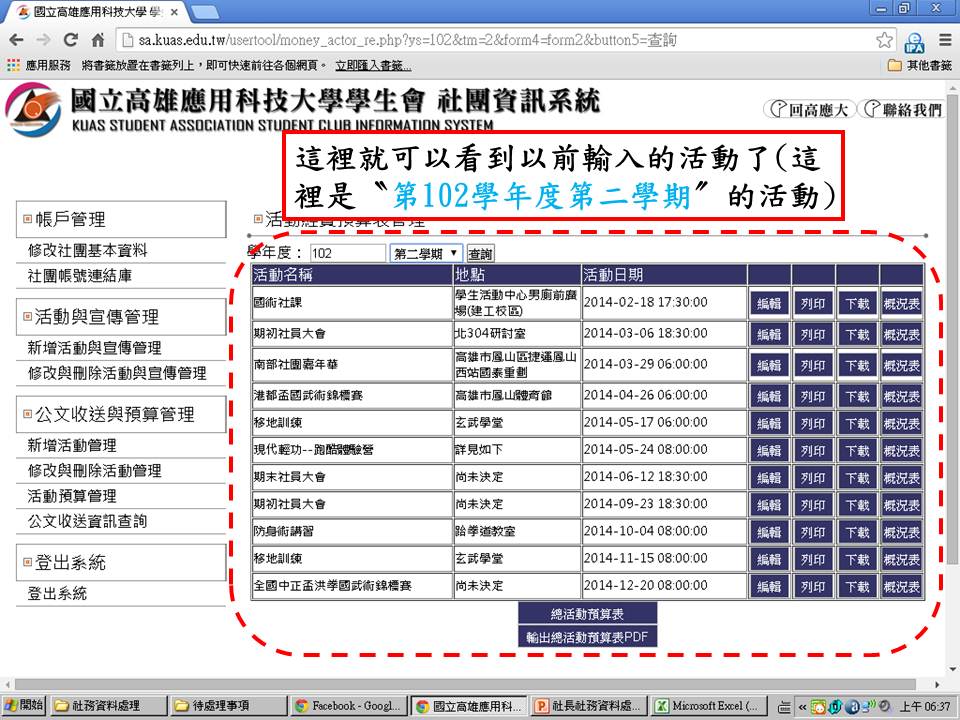 國立高雄應用科技大學 學
sa.kuas.edu.tw/usertool/money_actor_re.php?ys=102&tm=2&form4=form2&button5=查詢
應用服務 將書籤放置在書籤列上，即可快速前往各個網頁。 立即匯入書籤... 其他書籤
國立高雄應用科技大學學生會 社團資訊系統
KUAS STUDENT ASSOCIATION STUDENT CLUB INFORMATION SYSTEM
回高應大 聯絡我們
這裡就可以看到以前輸入的活動了(這
裡是〝第102學年度第二學期〞的活動)
帳戶管理
修改社團基本資料
社團帳號連結庫
活動與宣傳管理
新增活動與宣傳管理
修改與刪除活動與宣傳管理
公文收送與預算管理
新增活動管理
修改與刪除活動管理
活動預算管理
公文收送資訊查詢
登出系統
登出系統
活動經費預算表管理
學年度： 102 第二學期 查詢
活動名稱 地點 活動日期
國術社課 學生活動中心男廁前廣場(建工校區) 2014-02-18 17:30:00 編輯 列印 下載 概況表
期初社員大會 北304研討室 2014-03-06 18:30:00 編輯 列印 下載 概況表
南部社團嘉年華 高雄市鳳山區捷運鳳山西站國泰重劃 2014-03-29 06:00:00 編輯 列印 下載 概況表
港都盃國武術錦標賽 高雄市鳳山體育館 2014-04-26 06:00:00 編輯 列印 下載 概況表
移地訓練 玄武學堂 2014-05-17 06:00:00 編輯 列印 下載 概況表
現代輕功--跑酷體驗營 詳見如下 2014-05-24 08:00:00 編輯 列印 下載 概況表
期末社員大會 尚未決定 2014-06-12 18:30:00 編輯 列印 下載 概況表
期初社員大會 尚未決定 2014-09-23 18:30:00 編輯 列印 下載 概況表
防身術講習 跆拳道教室 2014-10-04 08:00:00 編輯 列印 下載 概況表
移地訓練 玄武學堂 2014-11-15 08:00:00 編輯 列印 下載 概況表
全國中正盃洪拳國武術錦標賽 尚未決定 2014-12-20 08:00:00 編輯 列印 下載 概況表
總活動預算表
輸出總活動預算表PDF
開始 社務資料處理 待處理事項 Facebook - Googl... 國立高雄應用科... 社長社務資料處... Microsoft Excel (... 上午 06:37